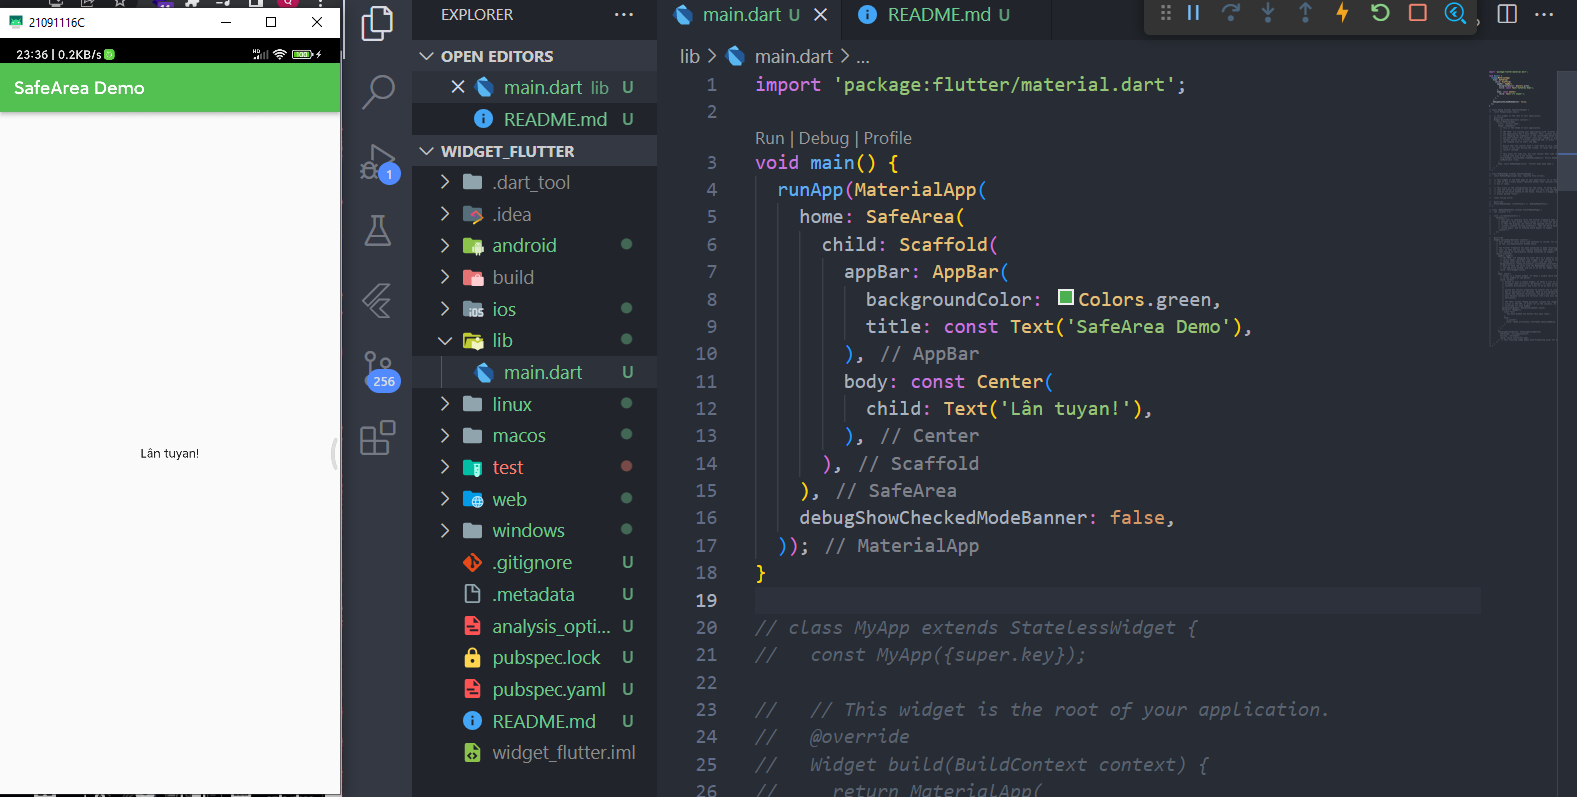 21091116C
23:36 | 0.2KB/s
HD
100
SafeArea Demo
Lân tuyan!
1
256
EXPLORER
OPEN EDITORS
main.dart lib U
README.md U
WIDGET_FLUTTER
.dart_tool
.idea
android
build
iOS ios
lib
main.dart U
linux
macos
test
web
windows
.gitignore U
.metadata U
analysis_opti... U
pubspec.lock U
pubspec.yaml U
README.md U
widget_flutter.iml
main.dart U
README.md U
lib > main.dart > ...
1 import 'package:flutter/material.dart';
2
Run | Debug | Profile
3 void main() {
4 runApp(MaterialApp(
5 home: SafeArea(
6 child: Scaffold(
7 appBar: AppBar(
8 backgroundColor: Colors.green,
9 title: const Text('SafeArea Demo'),
10 ), // AppBar
11 body: const Center(
12 child: Text('Lân tuyan!'),
13 ), // Center
14 ), // Scaffold
15 ), // SafeArea
16 debugShowCheckedModeBanner: false,
17 )); // MaterialApp
18 }
19
20 // class MyApp extends StatelessWidget {
21 // const MyApp({super.key});
22
23 // // This widget is the root of your application.
24 // @override
25 // Widget build(BuildContext context) {
26 // return MaterialApp(